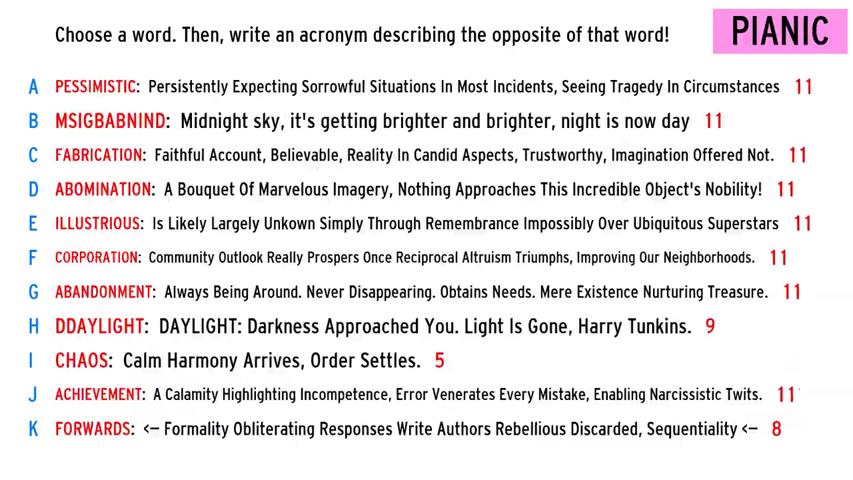 Choose a word. Then, write an acronym describing the opposite of that word!
PIANIC
A PESSIMISTIC: Persistently Expecting Sorrowful Situations In Most Incidents, Seeing Tragedy In Circumstances 11
B MSIGBABNIND: Midnight sky, it's getting brighter and brighter, night is now day 11
C FABRICATION: Faithful Account, Believable, Reality In Candid Aspects, Trustworthy, Imagination Offered Not. 11
D ABOMINATION: A Bouquet Of Marvelous Imagery, Nothing Approaches This Incredible Object's Nobility! 11
E ILLUSTRIOUS: Is Likely Largely Unkown Simply Through Remembrance Impossibly Over Ubiquitous Superstars 11
F CORPORATION: Community Outlook Really Prospers Once Reciprocal Altruism Triumphs, Improving Our Neighborhoods. 11
G ABANDONMENT: Always Being Around. Never Disappearing. Obtains Needs. Mere Existence Nurturing Treasure. 11
H DDAYLIGHT: DAYLIGHT: Darkness Approached You. Light Is Gone, Harry Tunkins. 9
I CHAOS: Calm Harmony Arrives, Order Settles. 5
J ACHIEVEMENT: A Calamity Highlighting Incompetence, Error Venerates Every Mistake, Enabling Narcissistic Twits. 11
K FORWARDS: <– Formality Obliterating Responses Write Authors Rebellious Discarded, Sequentiality <– 8